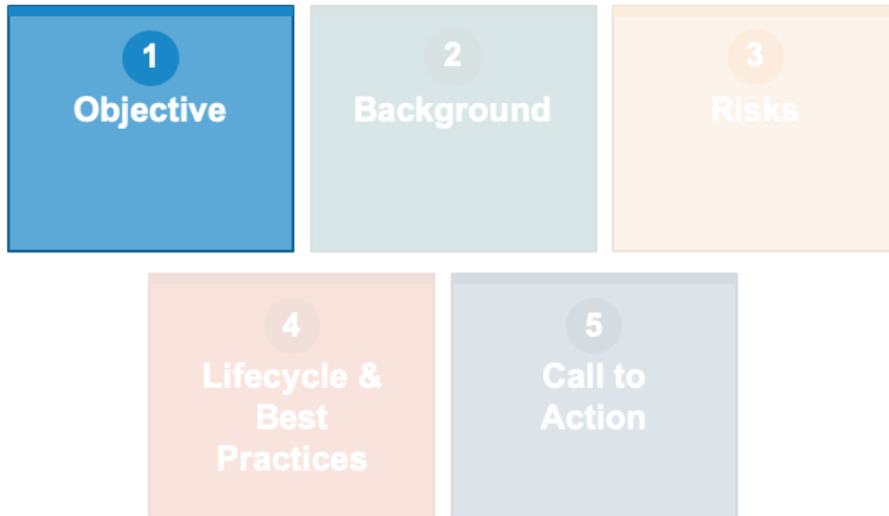 1
Objective
2
Background
3
Risks
4
Lifecycle &
Best
Practices
5
Call to
Action